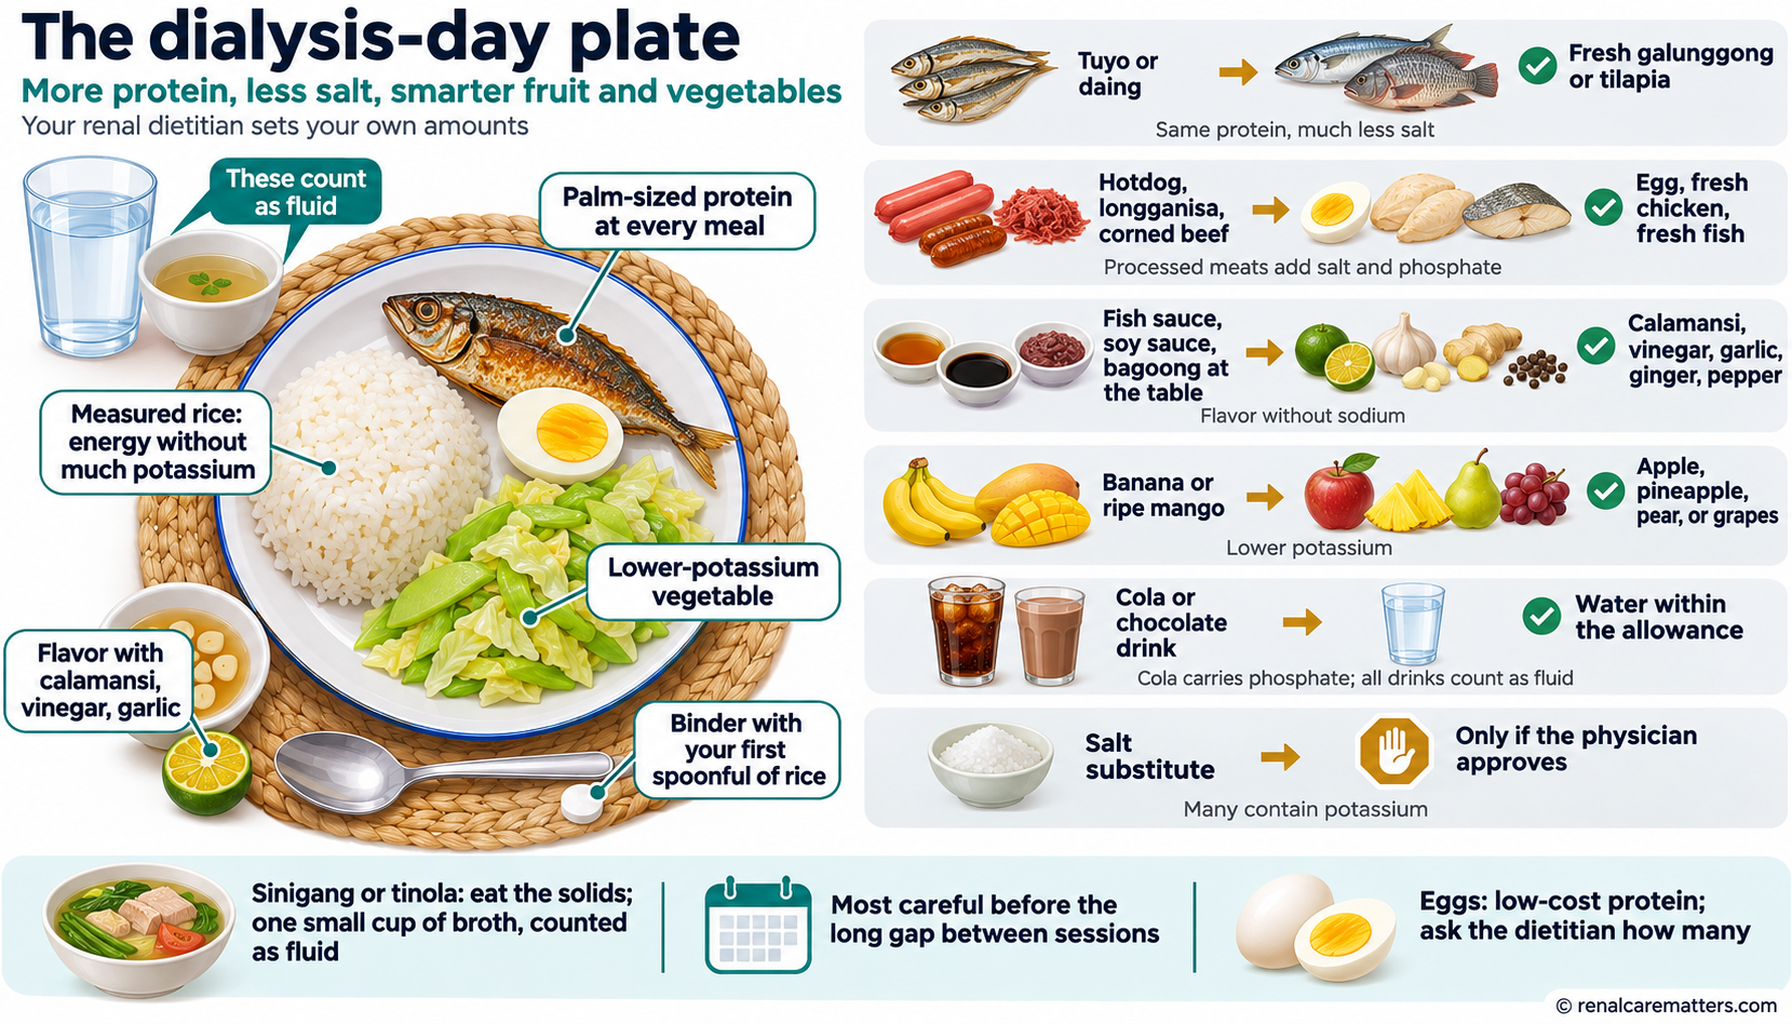 The dialysis-day plate
More protein, less salt, smarter fruit and vegetables
Your renal dietitian sets your own amounts
These count
as fluid
Palm-sized protein
at every meal
Measured rice:
energy without
much potassium
Lower-potassium
vegetable
Flavor with
calamansi,
vinegar, garlic
Binder with
your first
spoonful of rice
Tuyo or
daing
Fresh galunggong
or tilapia
Same protein, much less salt
Hotdog,
longganisa,
corned beef
Egg, fresh
chicken,
fresh fish
Processed meats add salt and phosphate
Fish sauce,
soy sauce,
bagoong at
the table
Calamansi,
vinegar, garlic,
ginger, pepper
Flavor without sodium
Banana or
ripe mango
Apple,
pineapple,
pear, or grapes
Lower potassium
Cola or
chocolate
drink
Water within
the allowance
Cola carries phosphate; all drinks count as fluid
Salt
substitute
Only if the physician
approves
Many contain potassium
Sinigang or tinola: eat the solids;
one small cup of broth, counted
as fluid
Most careful before the
long gap between sessions
Eggs: low-cost protein;
ask the dietitian how many
© renalcarematters.com